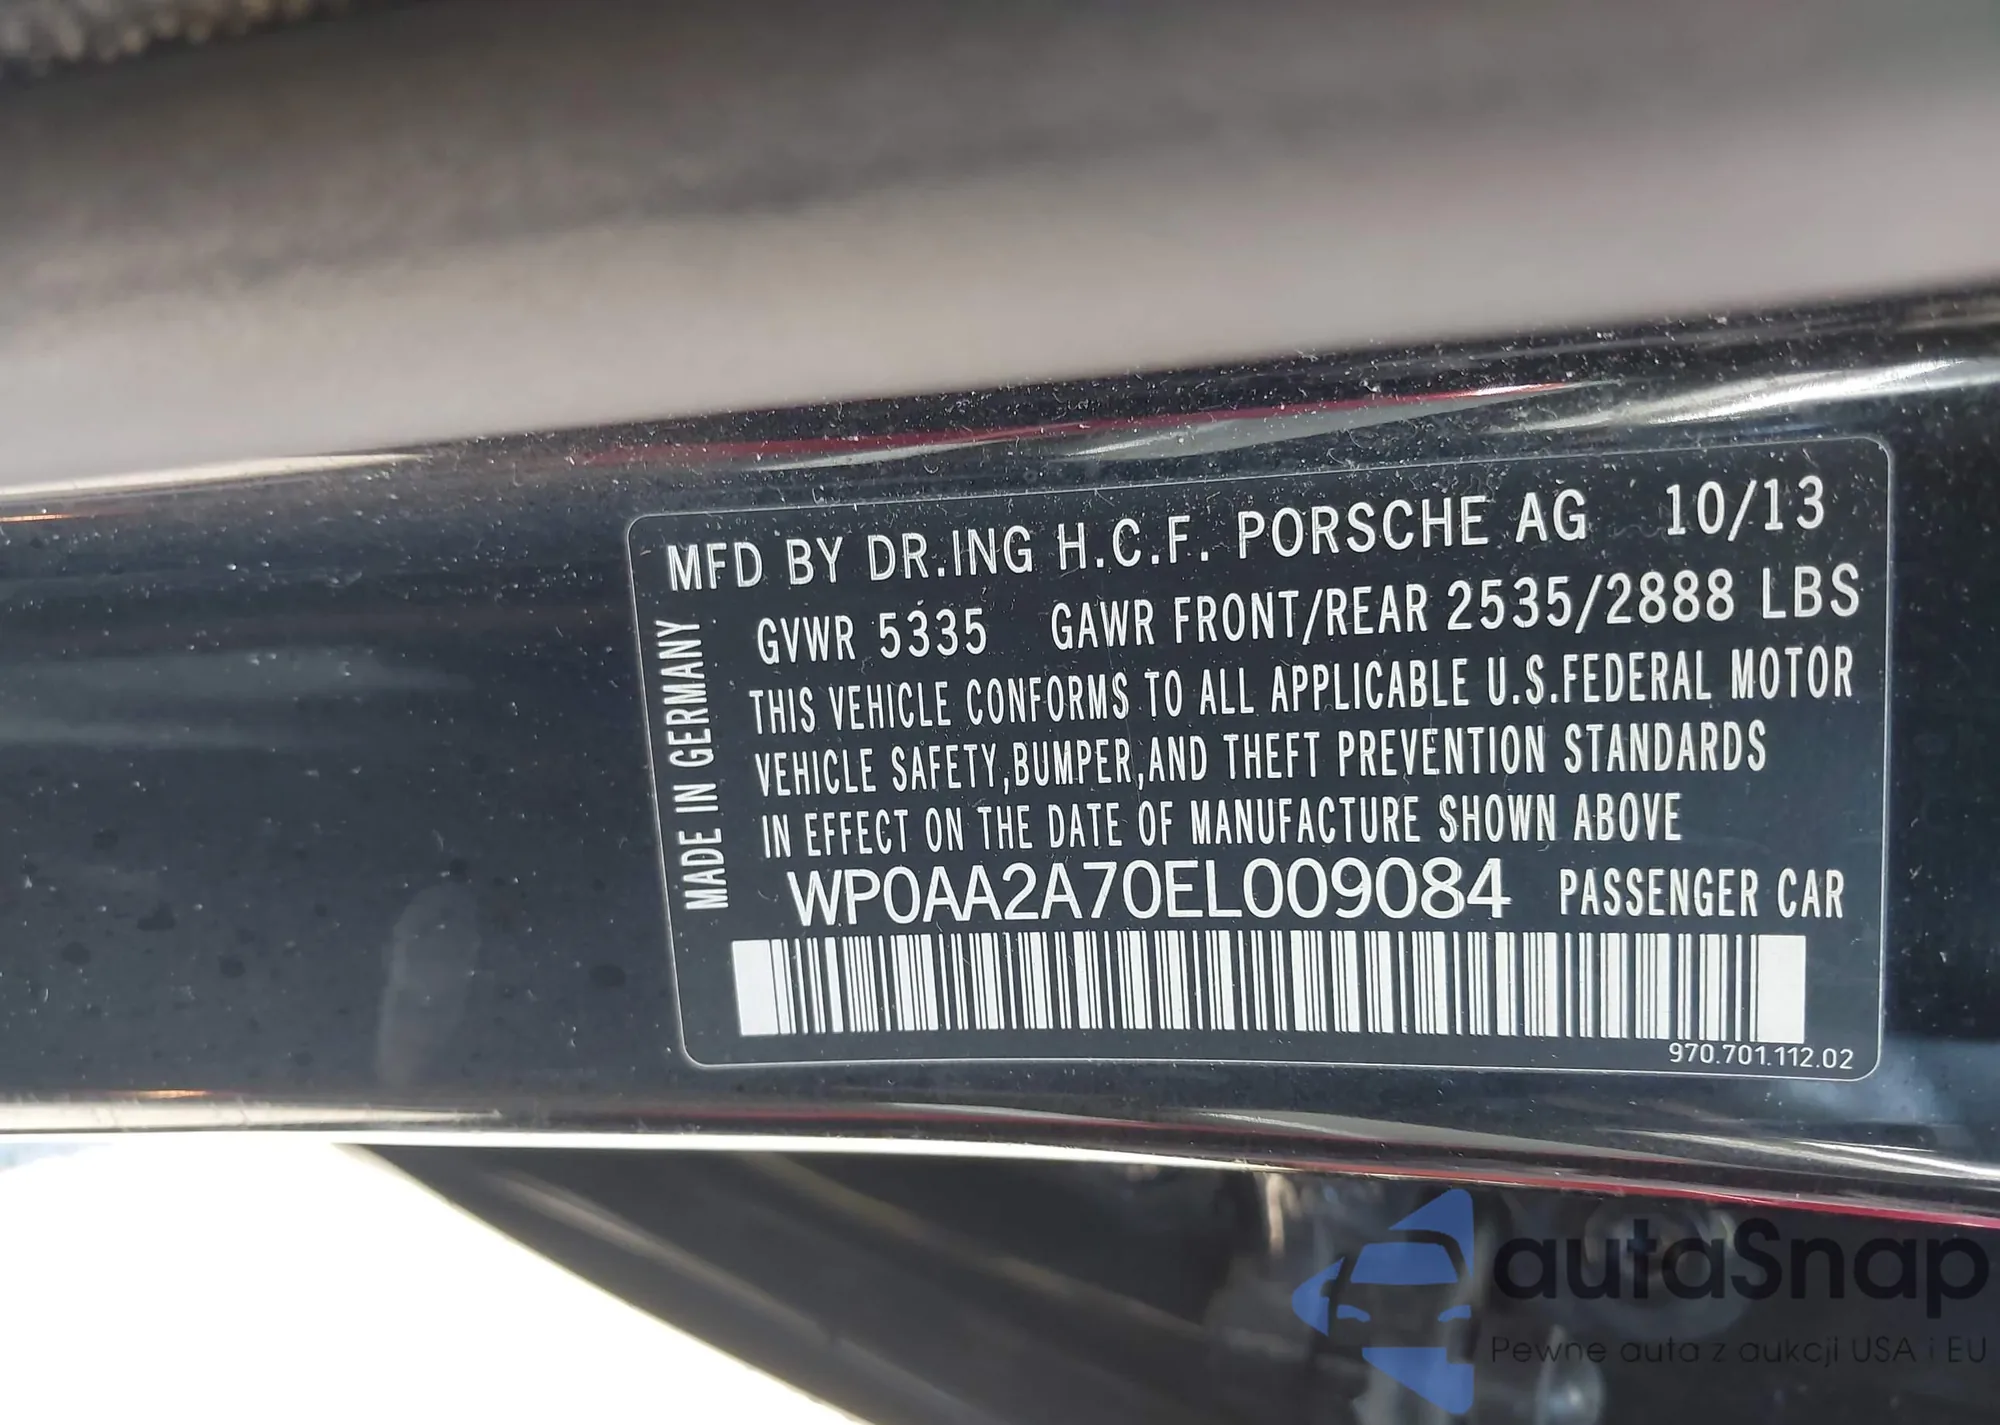 MFD BY DR.ING H.C.F. PORSCHE AG 10/13
GVWR 5335 GAWR FRONT/REAR 2535/2888 LBS
THIS VEHICLE CONFORMS TO ALL APPLICABLE U.S.FEDERAL MOTOR
VEHICLE SAFETY,BUMPER,AND THEFT PREVENTION STANDARDS
IN EFFECT ON THE DATE OF MANUFACTURE SHOWN ABOVE
WP0AA2A70EL009084 PASSENGER CAR
970.701.112.02
MADE IN GERMANY
autaSnap
Pewne auta z aukcji USA i EU